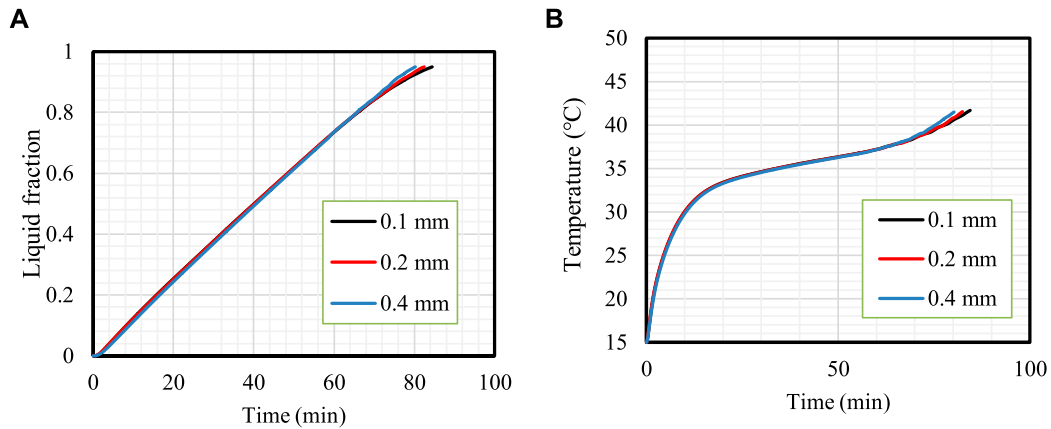 A
Liquid fraction
1
0.8
0.6
0.4
0.2
0
0 20 40 60 80 100
Time (min)
0.1 mm
0.2 mm
0.4 mm
B
Temperature (°C)
50
45
40
35
30
25
20
15
0 50 100
Time (min)
0.1 mm
0.2 mm
0.4 mm